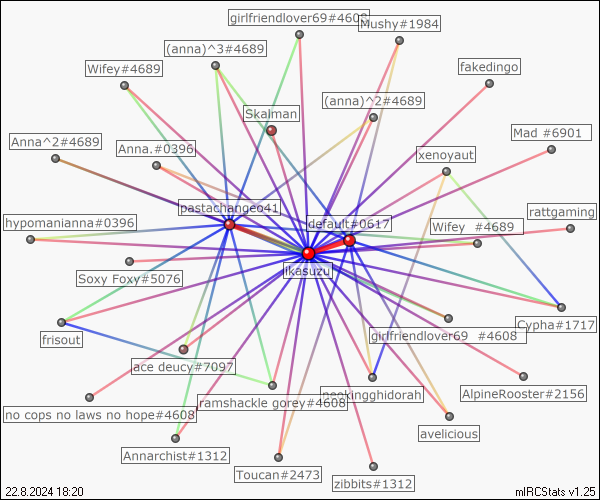 girlfriendlover69#4608
Mushy#1984
(anna)^3#4689
Wifey#4689
fakedingo
(anna)^2#4689
Skalman
Mad #6901
Anna^2#4689
Anna.#0396
xenoyaut
pastachangeo41
rattgaming
hypomanianna#0396
default#0617
Wifey #4689
ikasuzu
Soxy Foxy#5076
Cypha#1717
frisout
girlfriendlover69 #4608
ace deucy#7097
AlpineRooster#2156
ramshackle gorey#4608
no cops no laws no hope#4608
avelicious
Annarchist#1312
Toucan#2473
zibbits#1312
22.8.2024 18:20
mIRCStats v1.25